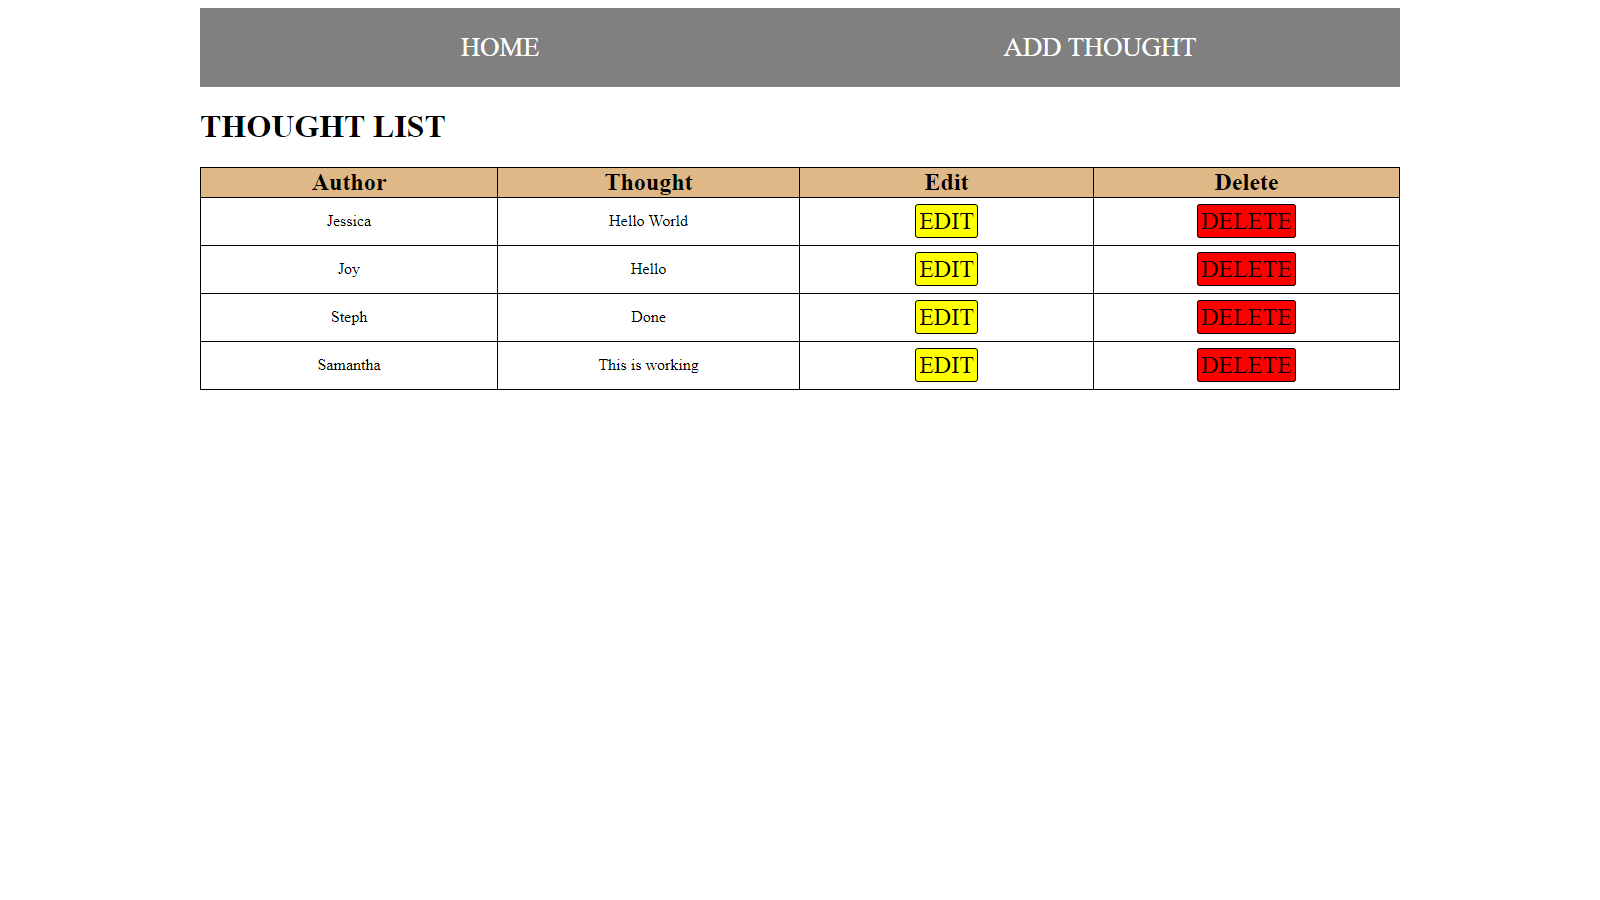 HOME ADD THOUGHT
THOUGHT LIST
Author Thought Edit Delete
Jessica Hello World EDIT DELETE
Joy Hello EDIT DELETE
Steph Done EDIT DELETE
Samantha This is working EDIT DELETE